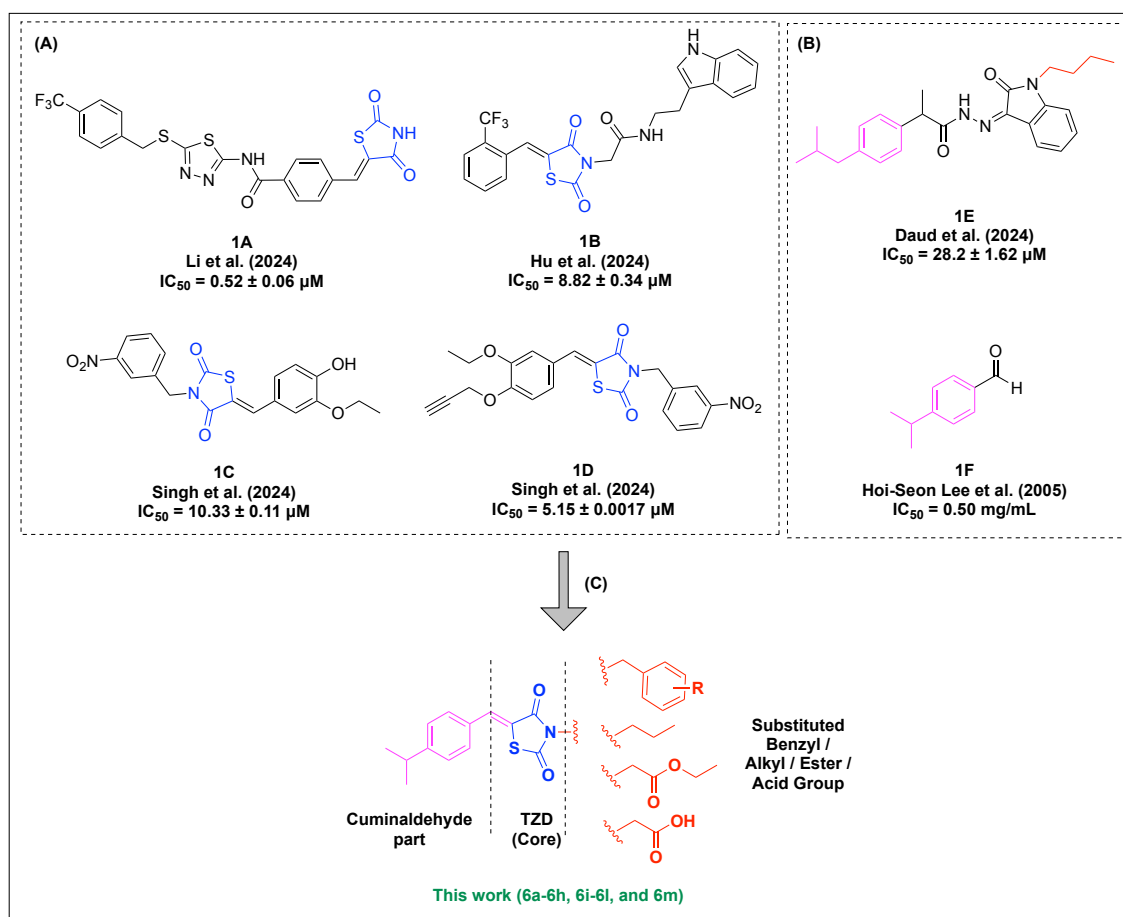 (A)
F3C
S
S
N
N
NH
O
O
S
NH
O
1A
Li et al. (2024)
IC50 = 0.52 ± 0.06 µM
HN
CF3
O
O
N
H
N
S
O
1B
Hu et al. (2024)
IC50 = 8.82 ± 0.34 µM
NO2
O
S
N
O
OH
O
1C
Singh et al. (2024)
IC50 = 10.33 ± 0.11 µM
O
O
O
N
S
O
NO2
1D
Singh et al. (2024)
IC50 = 5.15 ± 0.0017 µM
(B)
O
N
NH
N
O
1E
Daud et al. (2024)
IC50 = 28.2 ± 1.62 µM
O
H
1F
Hoi-Seon Lee et al. (2005)
IC50 = 0.50 mg/mL
(C)
O
N
S
O
R
O
O
OH
O
Cuminaldehyde
part
TZD
(Core)
Substituted
Benzyl /
Alkyl / Ester /
Acid Group
This work (6a-6h, 6i-6l, and 6m)